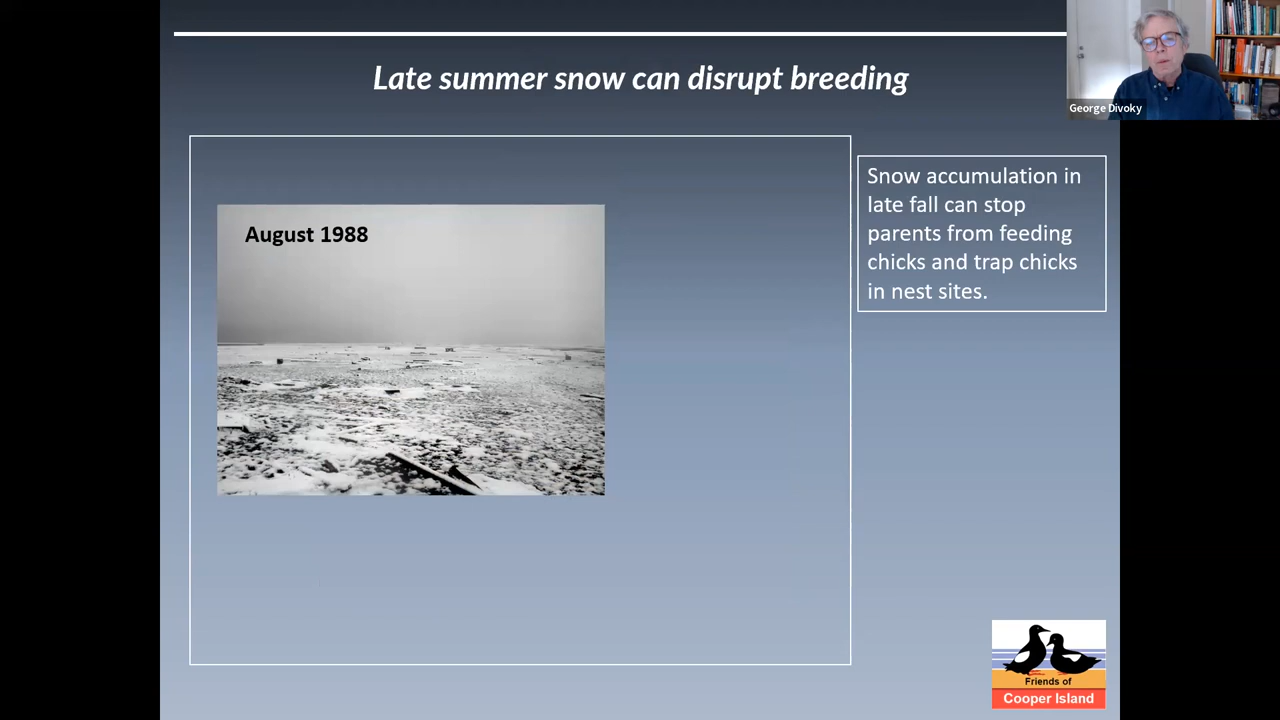 Late summer snow can disrupt breeding
George Divoky
August 1988
Snow accumulation in
late fall can stop
parents from feeding
chicks and trap chicks
in nest sites.
Friends of
Cooper Island